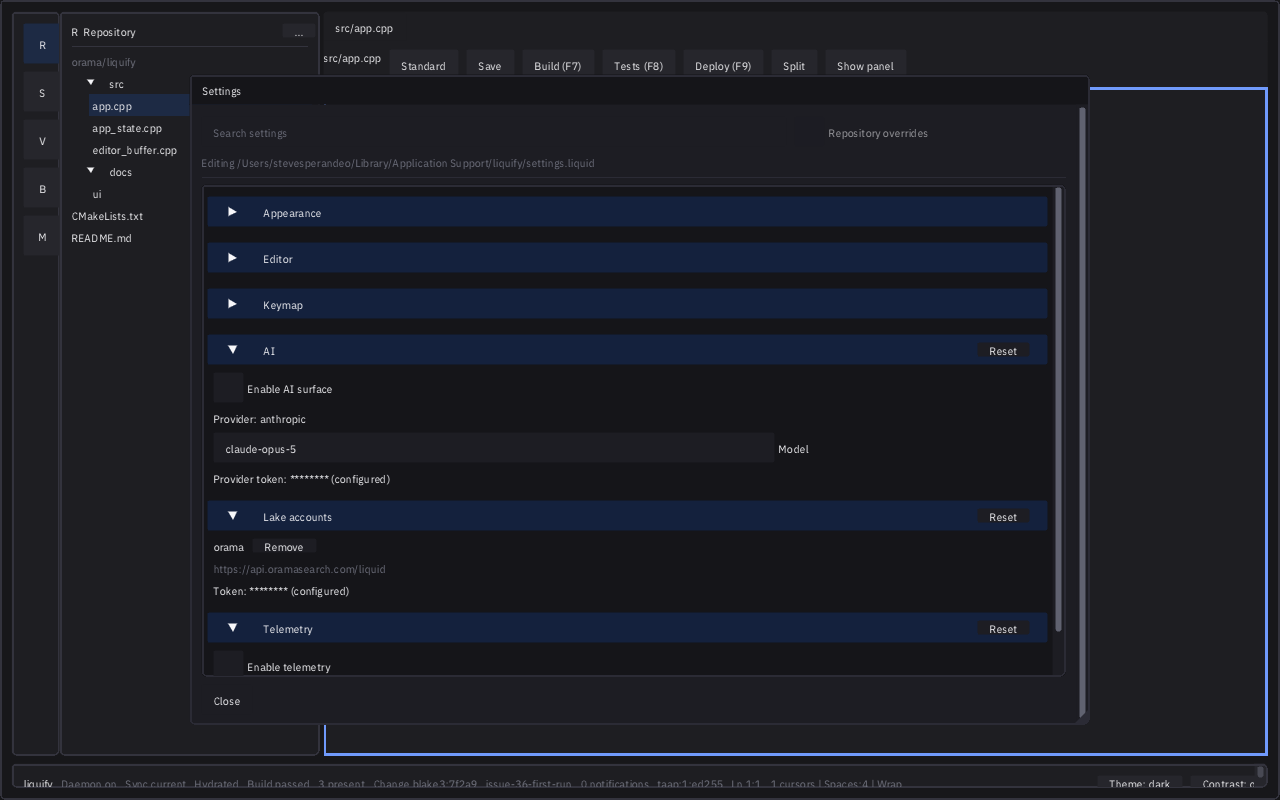 R
S
V
B
M
R Repository
...
orama/liquify
src
app.cpp
app_state.cpp
editor_buffer.cpp
docs
ui
CMakeLists.txt
README.md
src/app.cpp
src/app.cpp
Standard
Save
Build (F7)
Tests (F8)
Deploy (F9)
Split
Show panel
Settings
Search settings
Repository overrides
Editing /Users/stevesperandeo/Library/Application Support/liquify/settings.liquid
Appearance
Editor
Keymap
AI
Reset
Enable AI surface
Provider: anthropic
claude-opus-5
Model
Provider token: ******** (configured)
Lake accounts
Reset
orama
Remove
https://api.oramasearch.com/liquid
Token: ******** (configured)
Telemetry
Reset
Enable telemetry
Close
liquify Daemon on Sync current Hydrated Build passed 3 present Change blake3:7f2a9 issue-36-first-run 0 notifications Ln 1:1 1 cursors | Spaces:4 | Wrap
Theme: dark
Contrast: